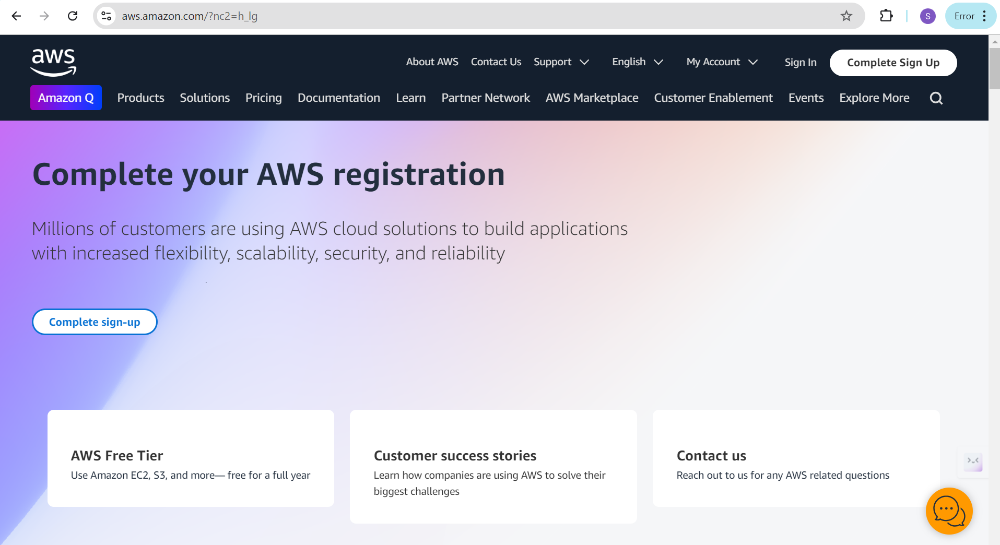 aws.amazon.com/?nc2=h_lg
S
Error
aws
About AWS
Contact Us
Support
English
My Account
Sign In
Complete Sign Up
Amazon Q
Products
Solutions
Pricing
Documentation
Learn
Partner Network
AWS Marketplace
Customer Enablement
Events
Explore More
Complete your AWS registration
Millions of customers are using AWS cloud solutions to build applications
with increased flexibility, scalability, security, and reliability
Complete sign-up
AWS Free Tier
Use Amazon EC2, S3, and more— free for a full year
Customer success stories
Learn how companies are using AWS to solve their
biggest challenges
Contact us
Reach out to us for any AWS related questions